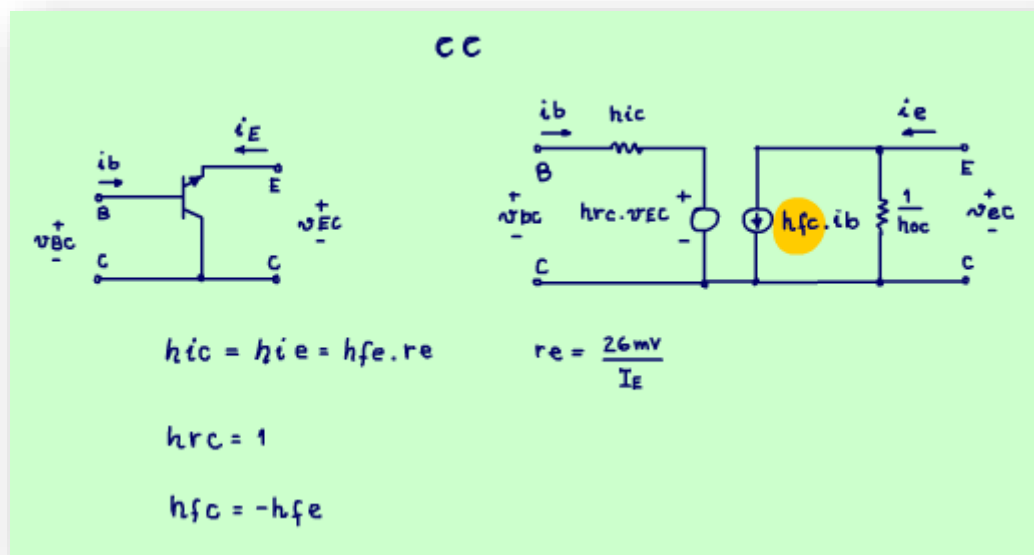 CC
ib
iE
B
E
+
vBC
-
+
vEC
-
C
C
ib
hic
ie
B
E
+
vbc
-
hrc.vEC
+
-
hfc.ib
1/hoc
+
vec
-
C
C
hic = hie = hfe.re
re = 26mV/IE
hrc = 1
hfc = -hfe